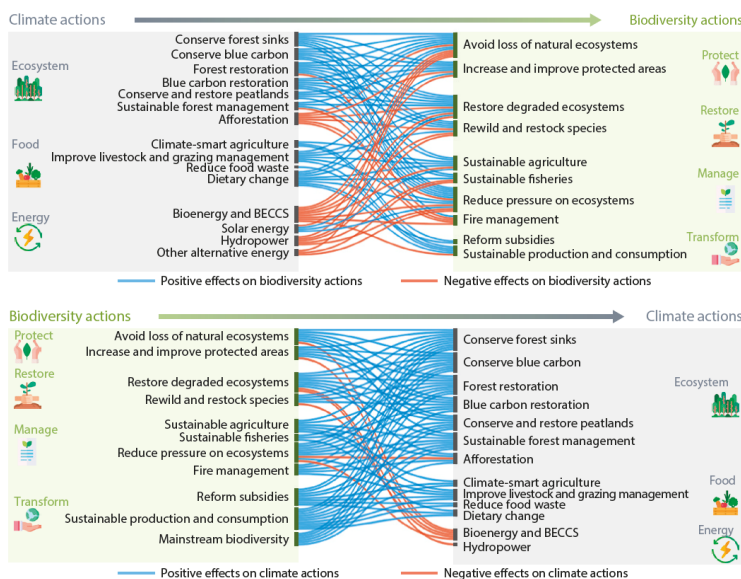 Climate actions
Biodiversity actions
Ecosystem
Conserve forest sinks
Conserve blue carbon
Forest restoration
Blue carbon restoration
Conserve and restore peatlands
Sustainable forest management
Afforestation
Food
Climate-smart agriculture
Improve livestock and grazing management
Reduce food waste
Dietary change
Energy
Bioenergy and BECCS
Solar energy
Hydropower
Other alternative energy
Avoid loss of natural ecosystems
Increase and improve protected areas
Protect
Restore degraded ecosystems
Rewild and restock species
Restore
Sustainable agriculture
Sustainable fisheries
Reduce pressure on ecosystems
Fire management
Manage
Reform subsidies
Sustainable production and consumption
Transform
Positive effects on biodiversity actions
Negative effects on biodiversity actions
Biodiversity actions
Climate actions
Protect
Avoid loss of natural ecosystems
Increase and improve protected areas
Restore
Restore degraded ecosystems
Rewild and restock species
Manage
Sustainable agriculture
Sustainable fisheries
Reduce pressure on ecosystems
Fire management
Transform
Reform subsidies
Sustainable production and consumption
Mainstream biodiversity
Conserve forest sinks
Conserve blue carbon
Forest restoration
Blue carbon restoration
Conserve and restore peatlands
Sustainable forest management
Afforestation
Ecosystem
Climate-smart agriculture
Improve livestock and grazing management
Reduce food waste
Dietary change
Food
Bioenergy and BECCS
Hydropower
Energy
Positive effects on climate actions
Negative effects on climate actions